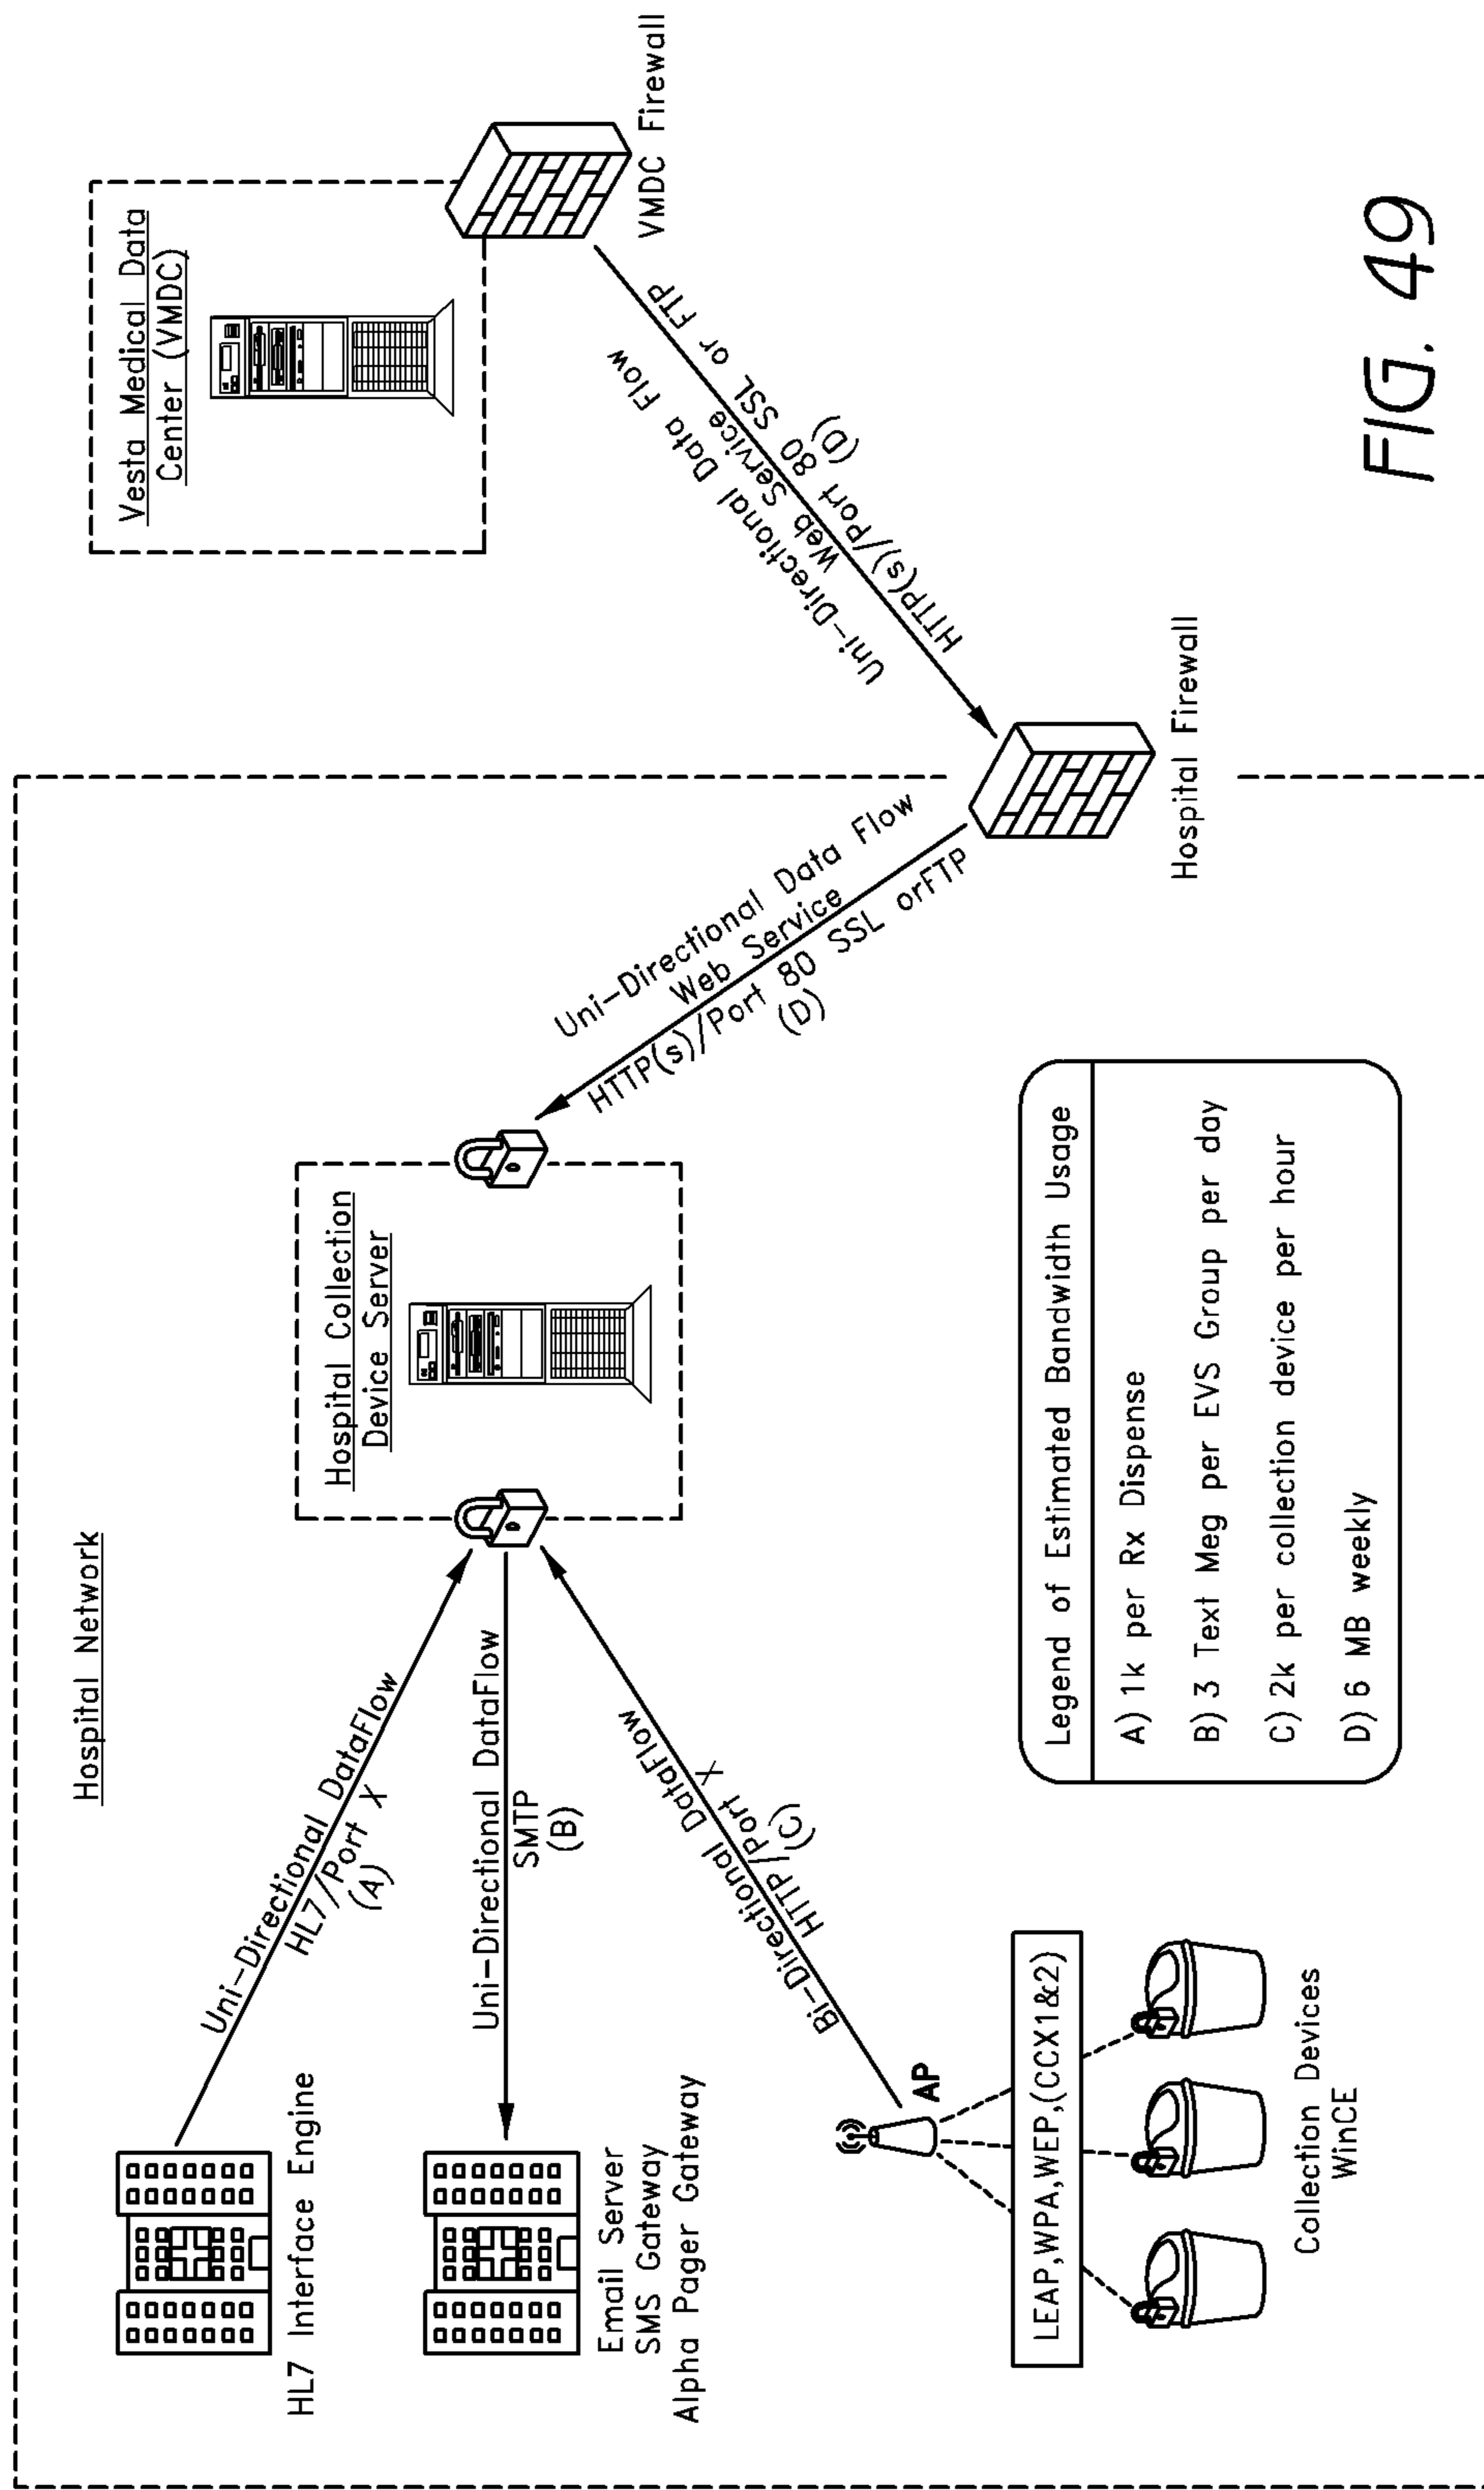 Hospital Network
HL7 Interface Engine
Uni-Directional DataFlow
HL7/Port X
(A)
Email Server
SMS Gateway
Alpha Pager Gateway
Uni-Directional DataFlow
SMTP
(B)
AP
Bi-Directional DataFlow
HTTP/Port X
(C)
LEAP,WPA,WEP,(CCX1&2)
Collection Devices
WinCE
Hospital Collection
Device Server
Uni-Directional Data Flow
Web Service
HTTP(s)/Port 80 SSL orFTP
(D)
Hospital Firewall
Uni-Directional Data Flow
Web Service
HTTP(s)/Port 80 SSL or FTP
(D)
Vesta Medical Data
Center (VMDC)
VMDC Firewall
Legend of Estimated Bandwidth Usage
A) 1k per Rx Dispense
B) 3 Text Meg per EVS Group per day
C) 2k per collection device per hour
D) 6 MB weekly
FIG. 49